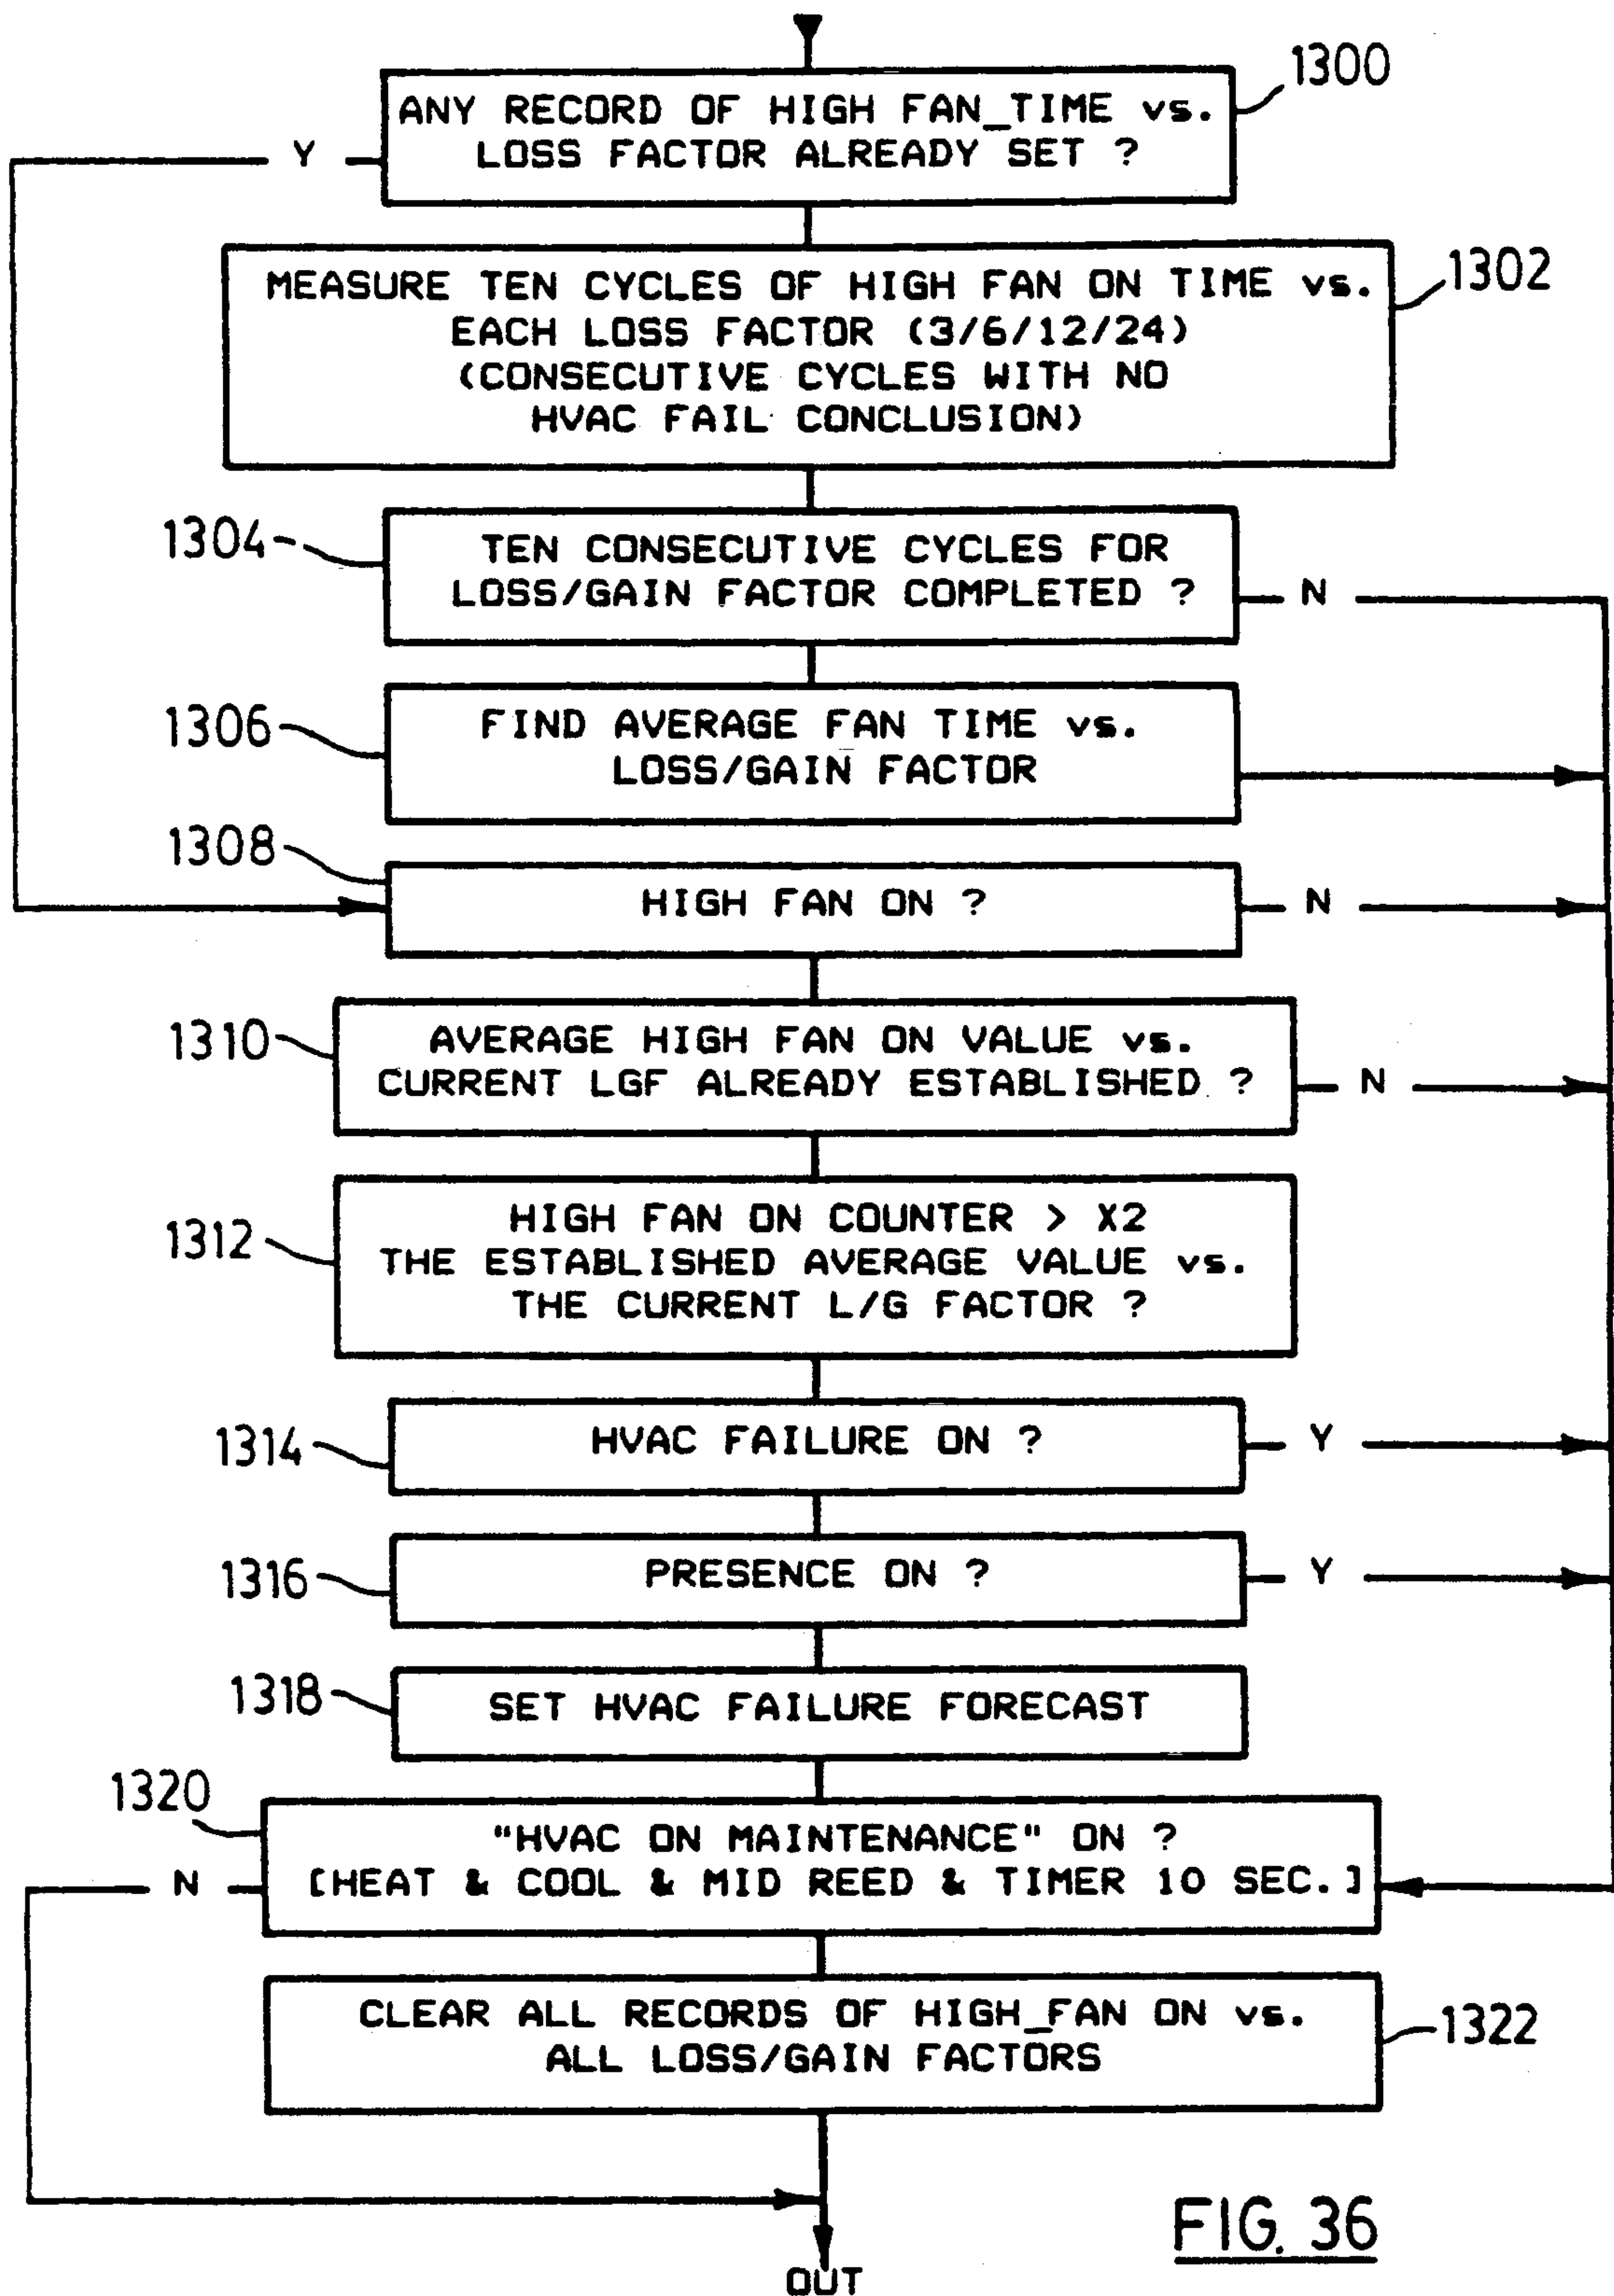 1300
ANY RECORD OF HIGH FAN_TIME vs.
LOSS FACTOR ALREADY SET ?
Y
1302
MEASURE TEN CYCLES OF HIGH FAN ON TIME vs.
EACH LOSS FACTOR (3/6/12/24)
(CONSECUTIVE CYCLES WITH NO
HVAC FAIL CONCLUSION)
1304
TEN CONSECUTIVE CYCLES FOR
LOSS/GAIN FACTOR COMPLETED ?
N
1306
FIND AVERAGE FAN TIME vs.
LOSS/GAIN FACTOR
1308
HIGH FAN ON ?
N
1310
AVERAGE HIGH FAN ON VALUE vs.
CURRENT LGF ALREADY ESTABLISHED ?
N
1312
HIGH FAN ON COUNTER > X2
THE ESTABLISHED AVERAGE VALUE vs.
THE CURRENT L/G FACTOR ?
1314
HVAC FAILURE ON ?
Y
1316
PRESENCE ON ?
Y
1318
SET HVAC FAILURE FORECAST
1320
"HVAC ON MAINTENANCE" ON ?
[HEAT & COOL & MID REED & TIMER 10 SEC.]
N
CLEAR ALL RECORDS OF HIGH_FAN ON vs.
ALL LOSS/GAIN FACTORS
1322
OUT
FIG. 36